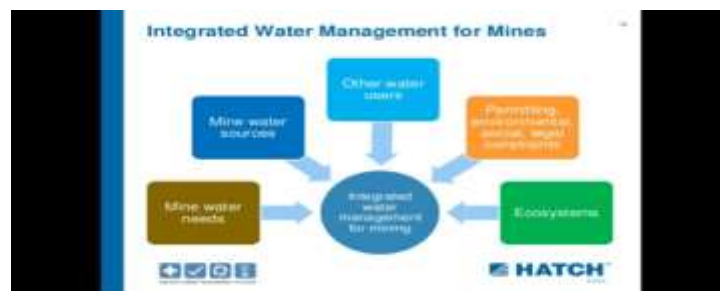 Integrated Water Management for Mines
Other water
users
Mine water
sources
Permitting,
environmental,
social, legal
constraints
Mine water
needs
Integrated
water
management
for mining
Ecosystems
HATCH